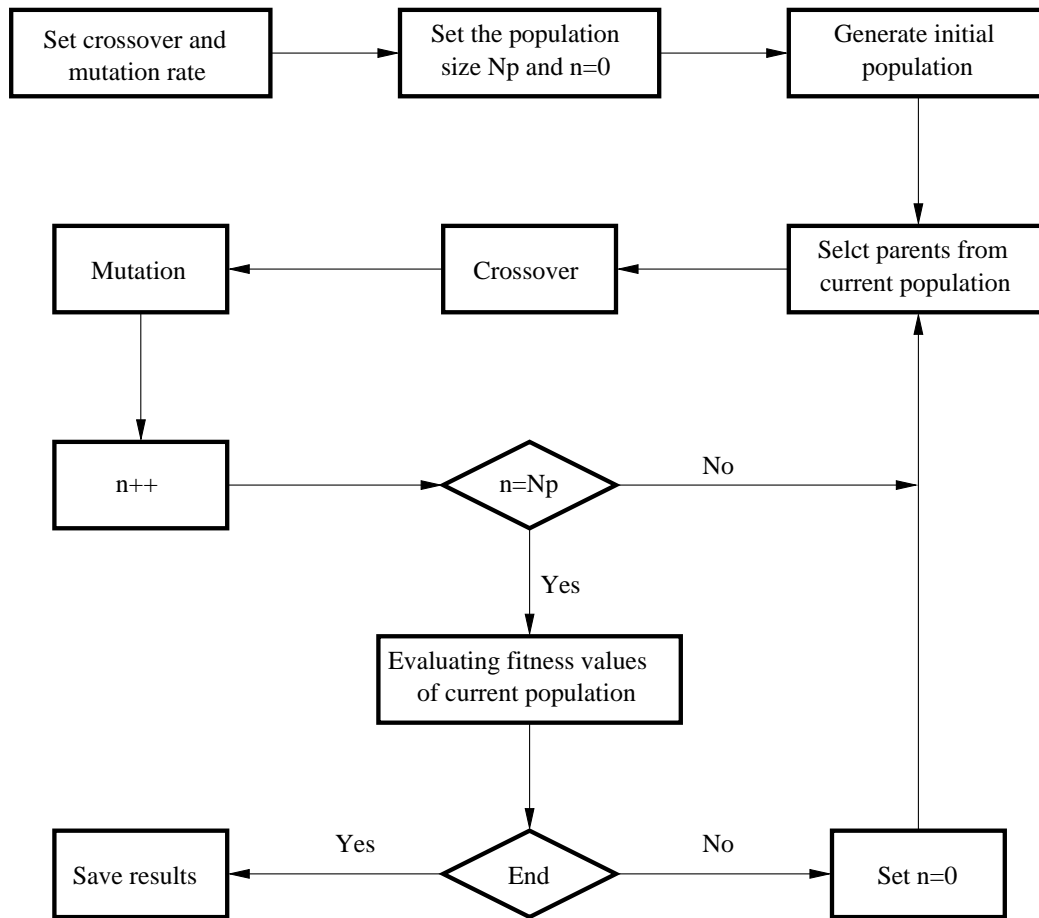 Set crossover and
mutation rate
Set the population
size Np and n=0
Generate initial
population
Mutation
Crossover
Selct parents from
current population
n++
n=Np
No
Yes
Evaluating fitness values
of current population
Save results
Yes
End
No
Set n=0